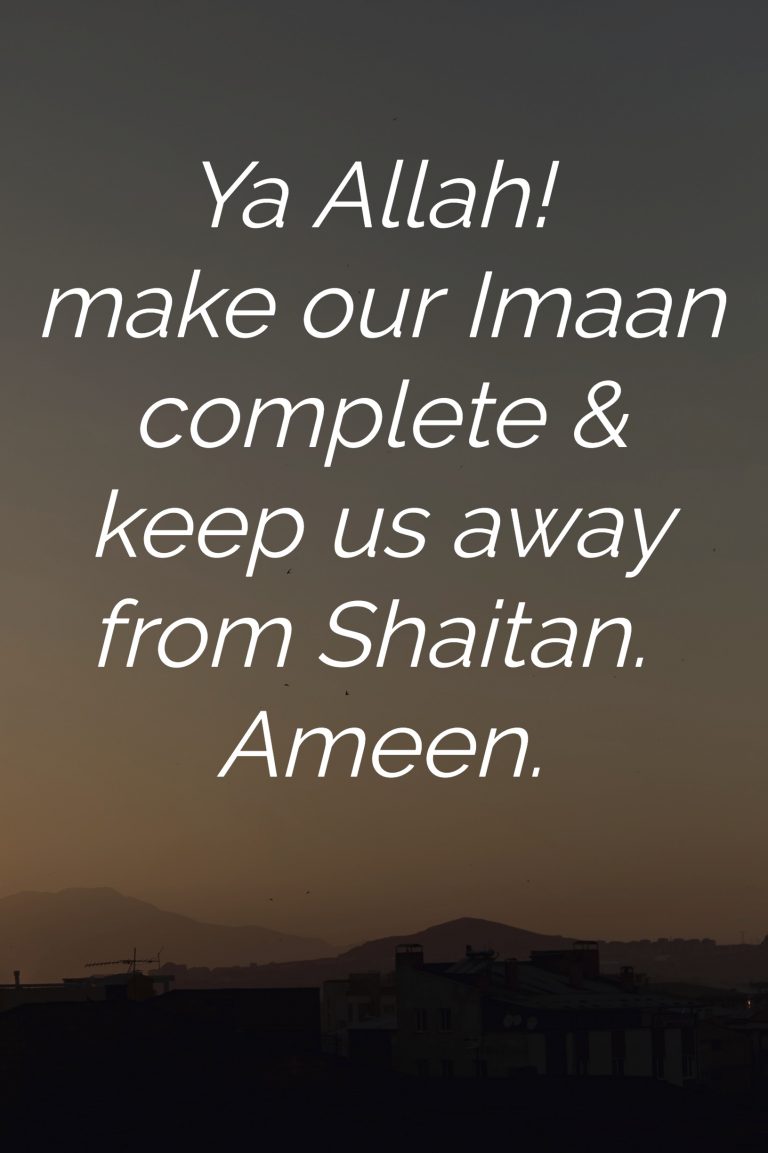 Ya Allah!
make our Imaan
complete &
keep us away
from Shaitan.
Ameen.